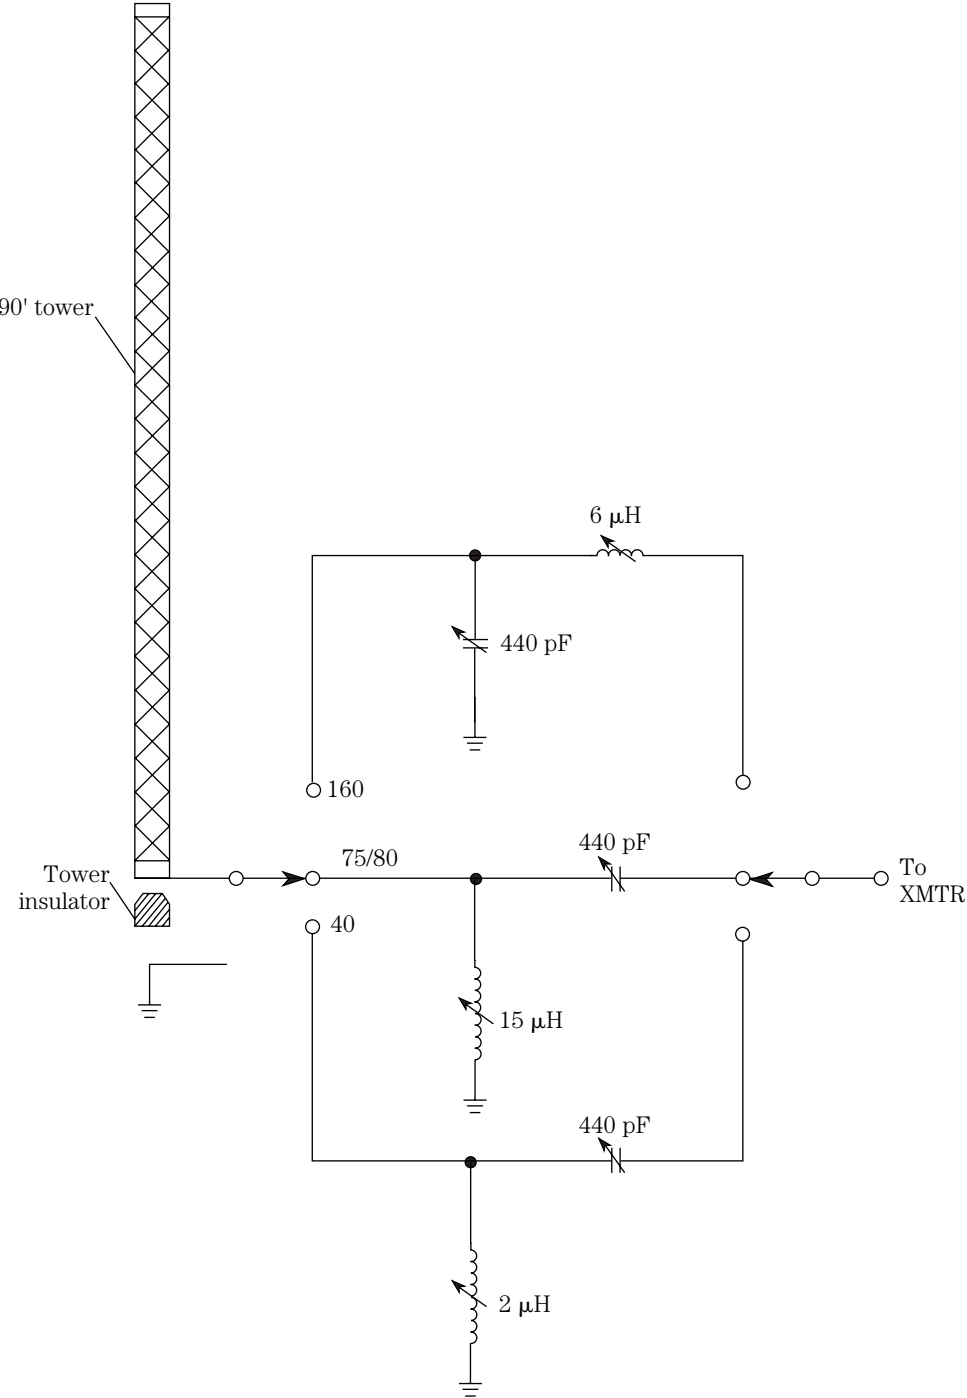 90' tower
6 μH
440 pF
160
440 pF
75/80
Tower
insulator
To
XMTR
40
15 μH
440 pF
2 μH